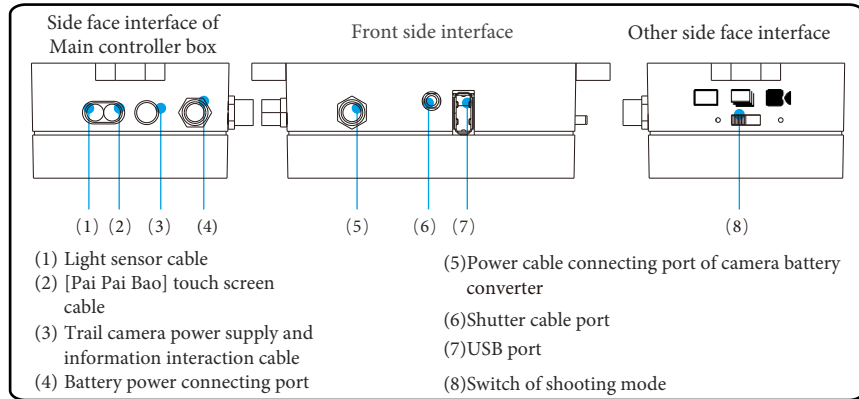 Side face interface of
Main controller box
Front side interface
Other side face interface
(1)
(2)
(3)
(4)
(5)
(6)
(7)
(8)
(1) Light sensor cable
(2) [Pai Pai Bao] touch screen
cable
(3) Trail camera power supply and
information interaction cable
(4) Battery power connecting port
(5)Power cable connecting port of camera battery
converter
(6)Shutter cable port
(7)USB port
(8)Switch of shooting mode